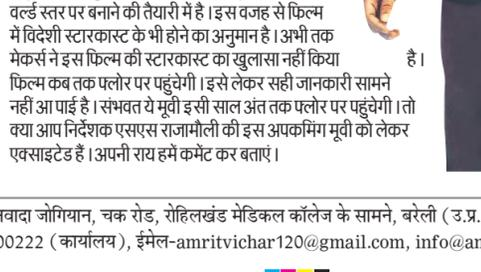 वर्ल्ड स्तर पर बनाने की तैयारी में है। इस वजह से फिल्म
में विदेशी स्टारकास्ट के भी होने का अनुमान है। अभी तक
मेकर्स ने इस फिल्म की स्टारकास्ट का खुलासा नहीं किया है।
फिल्म कब तक फ्लोर पर पहुंचेगी। इसे लेकर सही जानकारी सामने
नहीं आ पाई है। संभवत ये मूवी इसी साल अंत तक फ्लोर पर पहुंचेगी। तो
क्या आप निर्देशक एसएस राजामौली की इस अपकमिंग मूवी को लेकर
एक्साइटेड हैं। अपनी राय हमें कमेंट कर बताएं।
जोगियान, चक रोड, रोहिलखंड मेडिकल कॉलेज के सामने, बरेली (उ.प्र.
00222 (कार्यालय), ईमेल-amritvichar120@gmail.com,